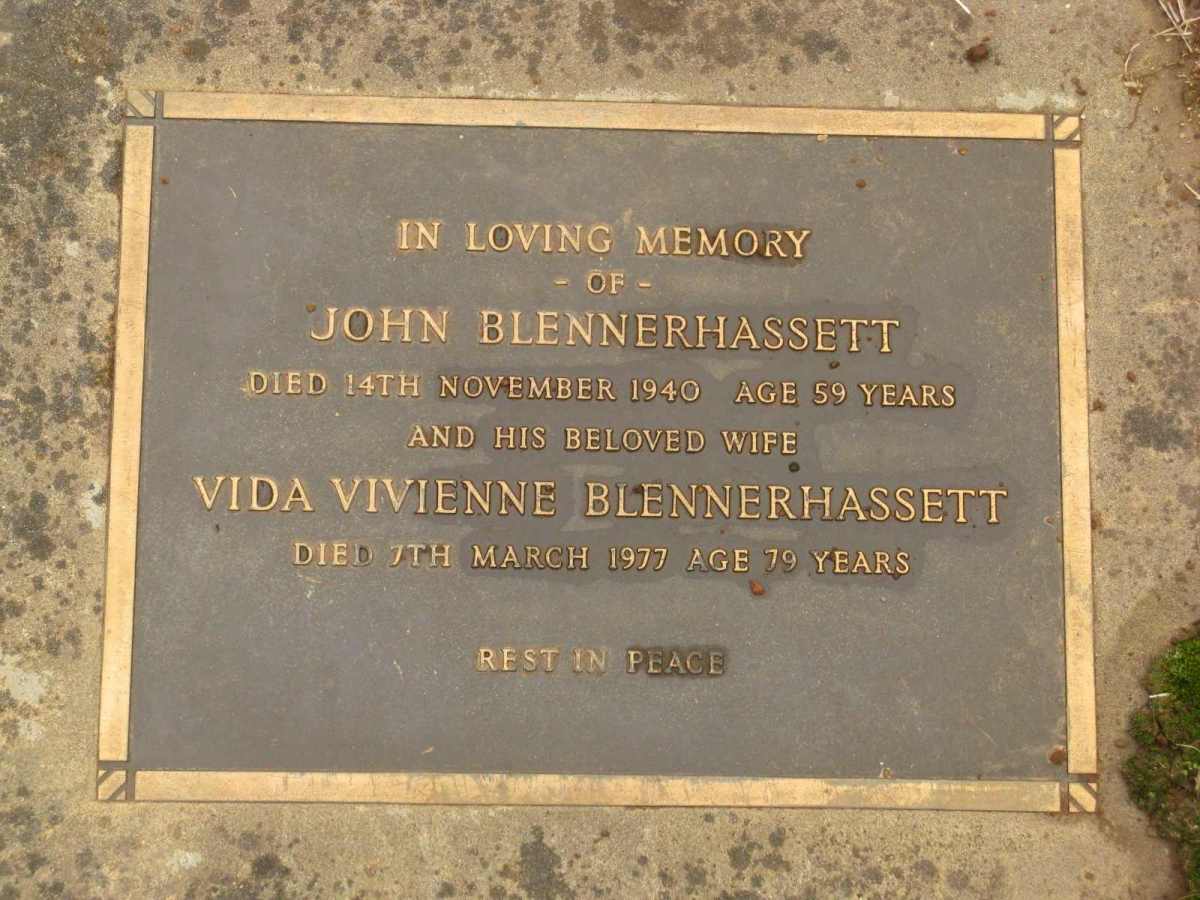 IN LOVING MEMORY
- OF -
JOHN BLENNERHASSETT
DIED 14TH NOVEMBER 1940 AGE 59 YEARS
AND HIS BELOVED WIFE
VIDA VIVIENNE BLENNERHASSETT
DIED 7TH MARCH 1977 AGE 79 YEARS
REST IN PEACE